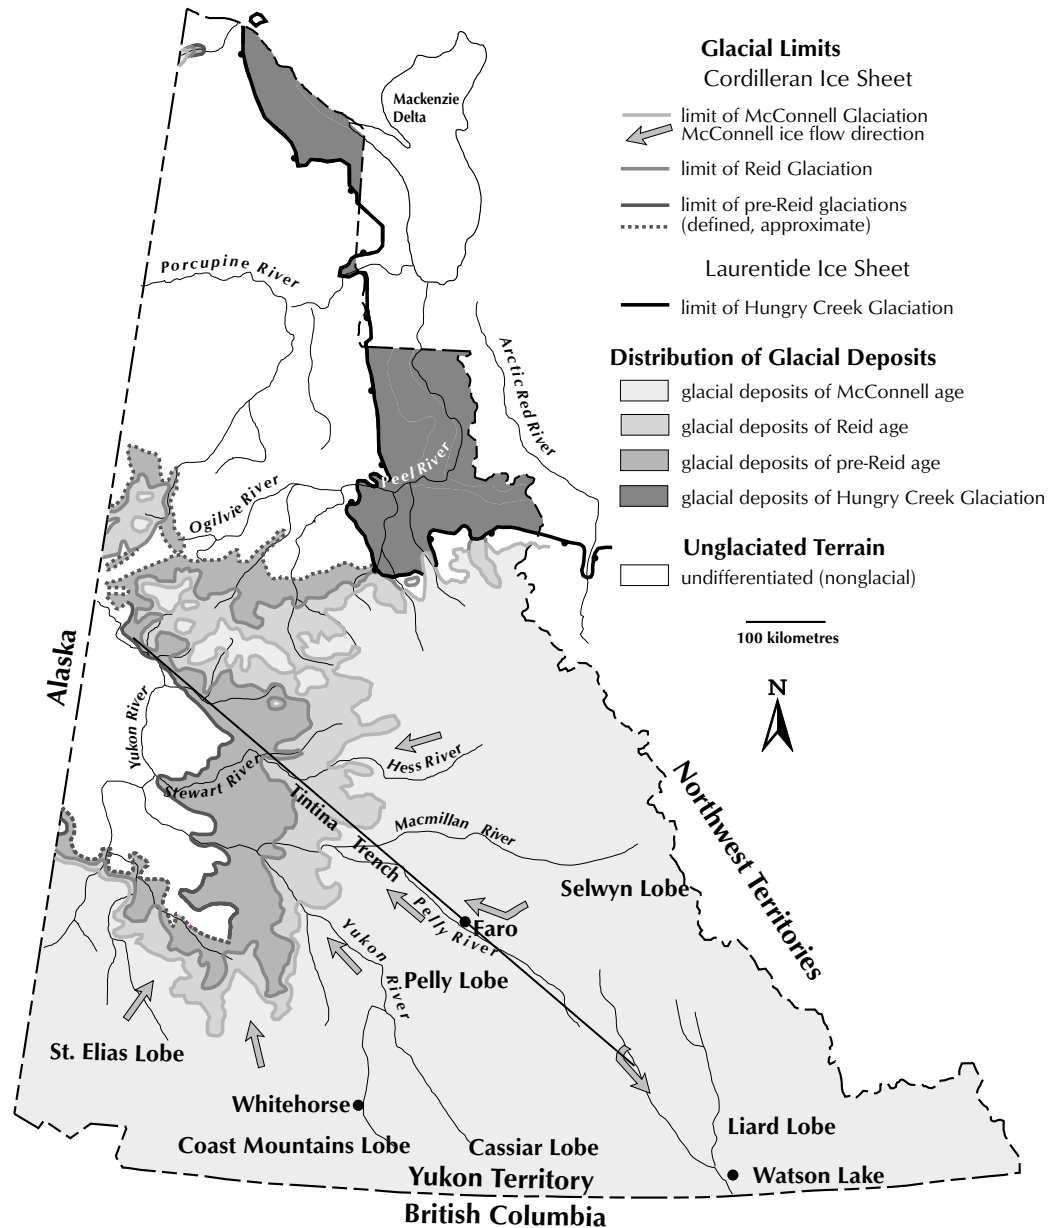 Glacial Limits
Cordilleran Ice Sheet
limit of McConnell Glaciation
McConnell ice flow direction
limit of Reid Glaciation
limit of pre-Reid glaciations
(defined, approximate)
Laurentide Ice Sheet
limit of Hungry Creek Glaciation
Distribution of Glacial Deposits
glacial deposits of McConnell age
glacial deposits of Reid age
glacial deposits of pre-Reid age
glacial deposits of Hungry Creek Glaciation
Unglaciated Terrain
undifferentiated (nonglacial)
100 kilometres
N
Mackenzie
Delta
Porcupine River
Arctic Red River
Peel River
Ogilvie River
Alaska
Yukon River
Stewart River
Hess River
Tintina
Trench
Macmillan River
Northwest Territories
Selwyn Lobe
Pelly River
Faro
Yukon
River
Pelly Lobe
St. Elias Lobe
Whitehorse
Coast Mountains Lobe
Cassiar Lobe
Liard Lobe
Watson Lake
Yukon Territory
British Columbia